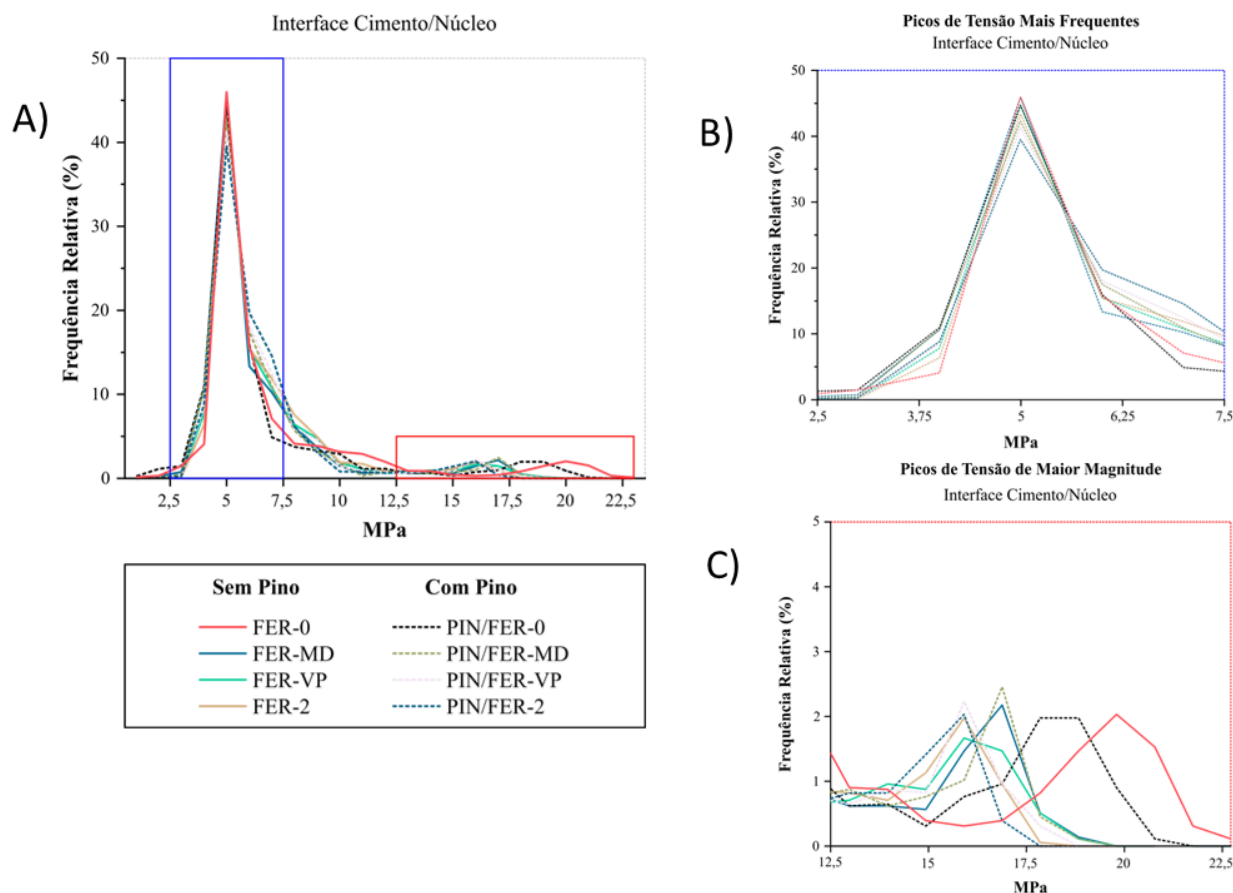 Interface Cimento/Núcleo
A)
Frequência Relativa (%)
50
40
30
20
10
0
2,5 5 7,5 10 12,5 15 17,5 20 22,5
MPa
Sem Pino Com Pino
FER-0 PIN/FER-0
FER-MD PIN/FER-MD
FER-VP PIN/FER-VP
FER-2 PIN/FER-2
Picos de Tensão Mais Frequentes
Interface Cimento/Núcleo
B)
Frequência Relativa (%)
50
40
30
20
10
0
2,5 3,75 5 6,25 7,5
MPa
Picos de Tensão de Maior Magnitude
Interface Cimento/Núcleo
C)
Frequência Relativa (%)
5
4
3
2
1
0
12,5 15 17,5 20 22,5
MPa